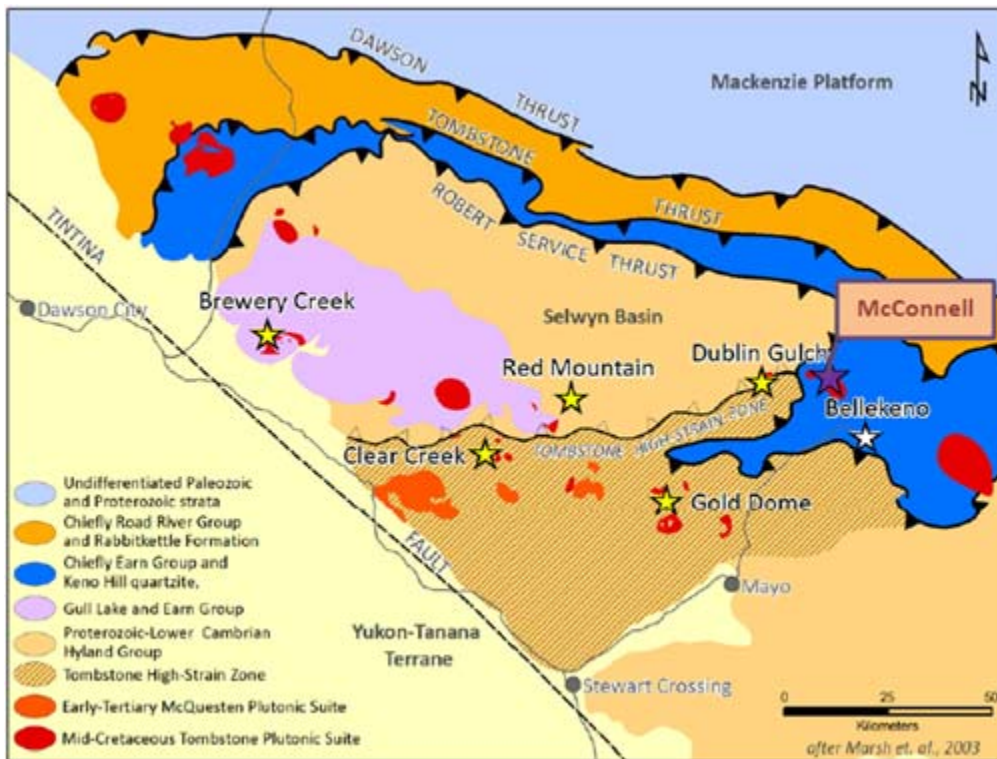 DAWSON
THRUST
Mackenzie Platform
N
TOMBSTONE
THRUST
ROBERT SERVICE THRUST
TINTINA
FAULT
Dawson City
Brewery Creek
Selwyn Basin
McConnell
Dublin Gulch
Red Mountain
Bellekeno
TOMBSTONE HIGH-STRAIN ZONE
Clear Creek
Gold Dome
Mayo
Yukon-Tanana
Terrane
Stewart Crossing
Undifferentiated Paleozoic
and Proterozoic strata
Chiefly Road River Group
and Rabbitkettle Formation
Chiefly Earn Group and
Keno Hill quartzite.
Gull Lake and Earn Group
Proterozoic-Lower Cambrian
Hyland Group
Tombstone High-Strain Zone
Early-Tertiary McQuesten Plutonic Suite
Mid-Cretaceous Tombstone Plutonic Suite
0 25 50
Kilometers
after Marsh et. al., 2003